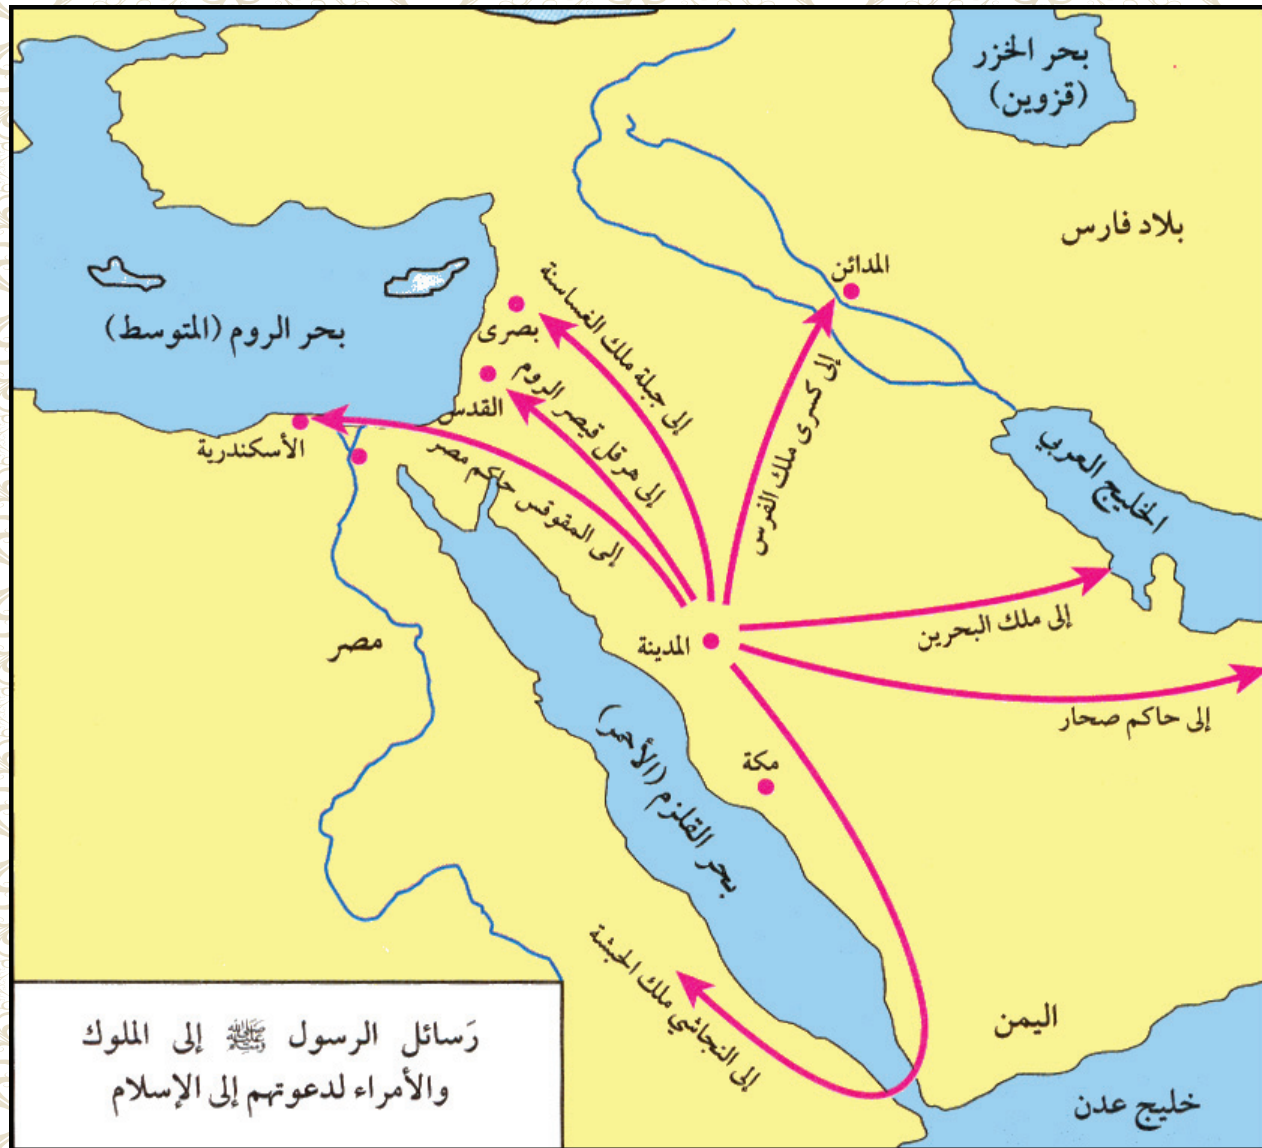 بحر الخزر
(قزوين)
بلاد فارس
المدائن
بحر الروم (المتوسط)
بصرى
إلى جبلة ملك الغساسنة
القدس
إلى هرقل قيصر الروم
إلى كسرى ملك الفرس
الأسكندرية
إلى المقوقس حاكم مصر
الخليج العربي
مصر
المدينة
إلى ملك البحرين
إلى حاكم صحار
مكة
بحر القلزم (الأحمر)
إلى النجاشي ملك الحبشة
اليمن
خليج عدن
رَسائل الرسول ﷺ إلى الملوك
والأمراء لدعوتهم إلى الإسلام